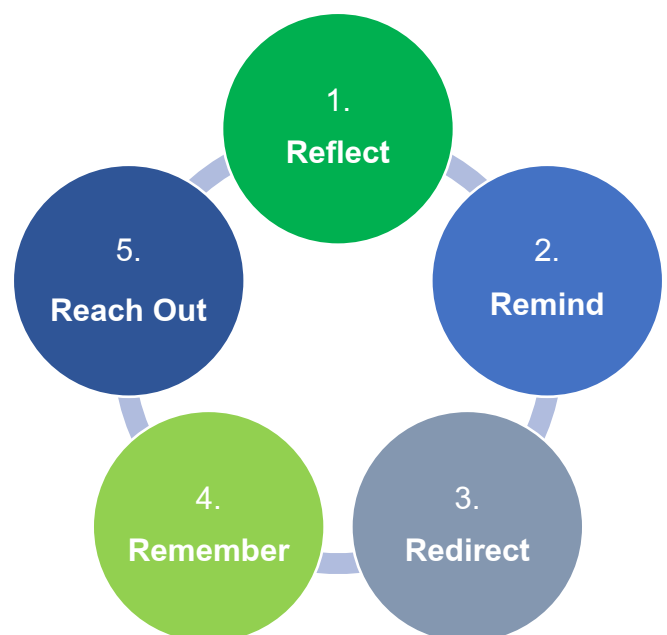 1.
Reflect
2.
Remind
3.
Redirect
4.
Remember
5.
Reach Out